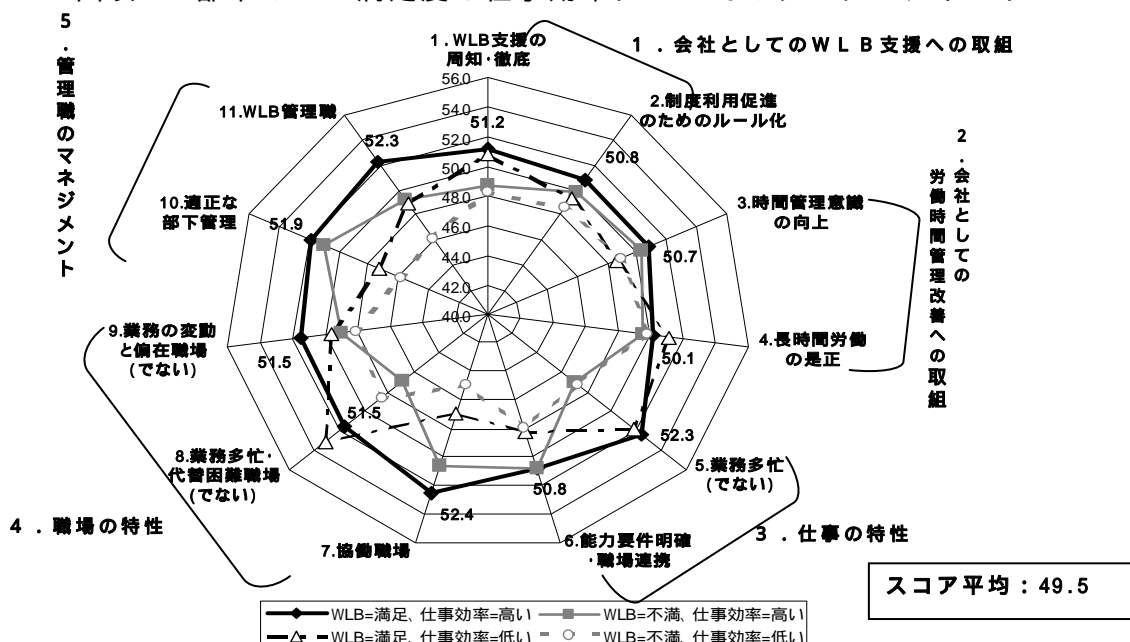 1 . 会社としてのWLB支援への取組
1.WLB支援の
周知・徹底
2.制度利用促進
のためのルール化
3.時間管理意識
の向上
4.長時間労働
の是正
5.業務多忙
(でない)
6.能力要件明確
・職場連携
7.協働職場
8.業務多忙・
代替困難職場
(でない)
9.業務の変動
と偏在職場
(でない)
10.適正な
部下管理
11.WLB管理職
56.0
54.0
52.0
50.0
48.0
46.0
44.0
42.0
40.0
51.2
50.8
50.7
50.1
52.3
50.8
52.4
51.5
51.5
51.9
52.3
2.会社としての
労働時間管理改善への取組
3 . 仕事の特性
4 . 職場の特性
5.管理職のマネジメント
スコア平均:49.5
WLB=満足、仕事効率=高い
WLB=不満、仕事効率=高い
WLB=満足、仕事効率=低い
WLB=不満、仕事効率=低い